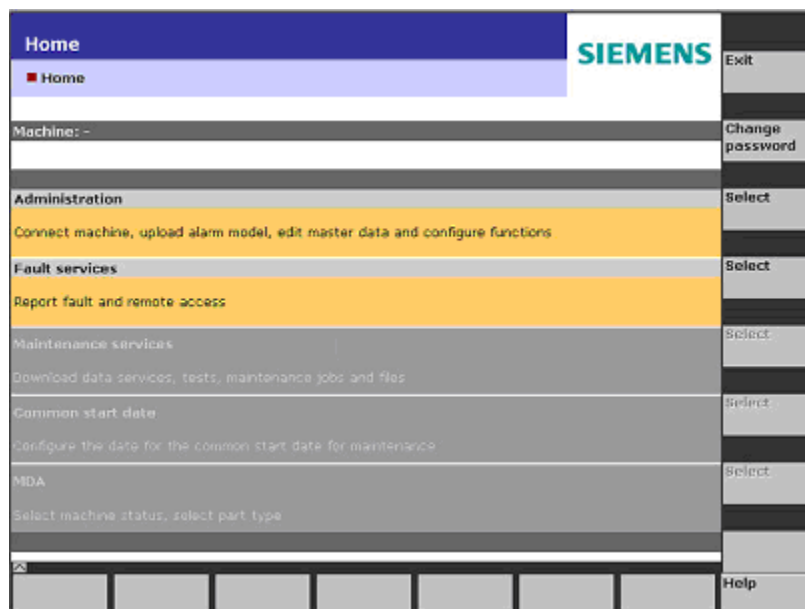 Home
SIEMENS
Exit
Home
Machine: -
Change
password
Administration
Select
Connect machine, upload alarm model, edit master data and configure functions
Fault services
Select
Report fault and remote access
Maintenance services
Select
Download data services, tests, maintenance jobs and files
Common start date
Select
Configure the date for the common start date for maintenance
MDA
Select
Select machine status, select part type
Help